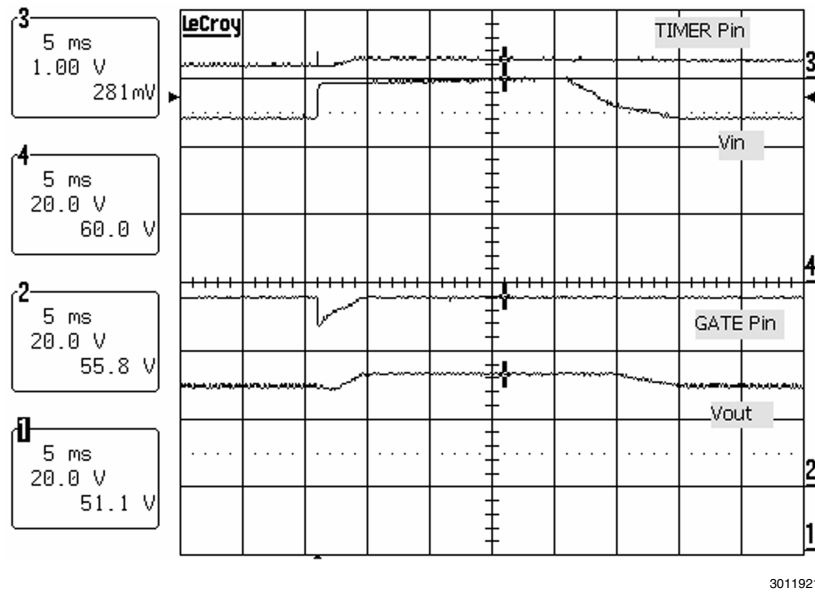 3
5 ms
1.00 V
281mV
4
5 ms
20.0 V
60.0 V
2
5 ms
20.0 V
55.8 V
1
5 ms
20.0 V
51.1 V
LeCroy
TIMER Pin
3
Vin
4
GATE Pin
Vout
2
1
3011921